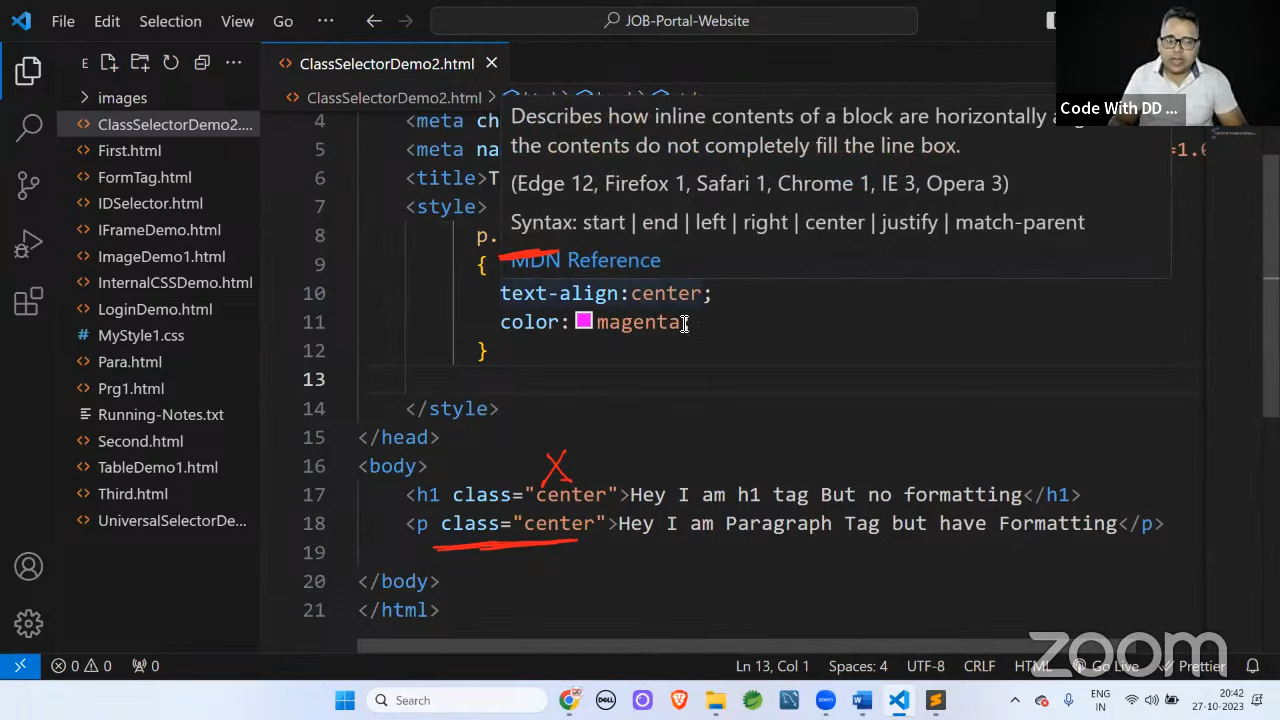 File Edit Selection View Go ... JOB-Portal-Website
Code With DD ...
E
ClassSelectorDemo2.html
ClassSelectorDemo2.html
images
ClassSelectorDemo2....
First.html
FormTag.html
IDSelector.html
IFrameDemo.html
ImageDemo1.html
InternalCSSDemo.html
LoginDemo.html
MyStyle1.css
Para.html
Prg1.html
Running-Notes.txt
Second.html
TableDemo1.html
Third.html
UniversalSelectorDe...
Describes how inline contents of a block are horizontally
the contents do not completely fill the line box.
(Edge 12, Firefox 1, Safari 1, Chrome 1, IE 3, Opera 3)
Syntax: start | end | left | right | center | justify | match-parent
MDN Reference
4 <meta ch
5 <meta na =1.0
6 <title>T
7 <style>
8 p.
9 {
10 text-align:center;
11 color: magenta
12 }
13
14 </style>
15 </head>
16 <body>
X
17 <h1 class="center">Hey I am h1 tag But no formatting</h1>
18 <p class="center">Hey I am Paragraph Tag but have Formatting</p>
19
20 </body>
21 </html>
zoom
0 0 0 Ln 13, Col 1 Spaces: 4 UTF-8 CRLF HTML Go Live Prettier
Search
DELL
ENG
IN
20:42
27-10-2023